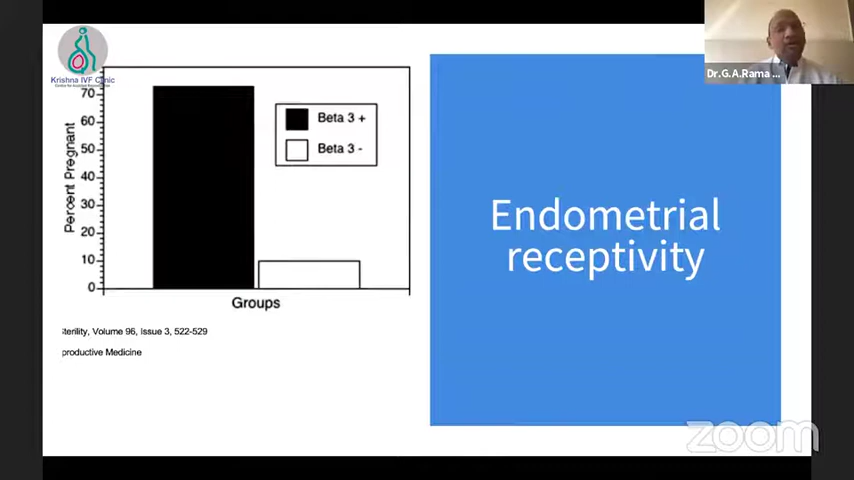 Krishna IVF Clinic
Dr.G.A.Rama ...
70
60
50
40
30
20
10
0
Percent Pregnant
Beta 3 +
Beta 3 -
Groups
Endometrial
receptivity
terility, Volume 96, Issue 3, 522-529
productive Medicine
zoom